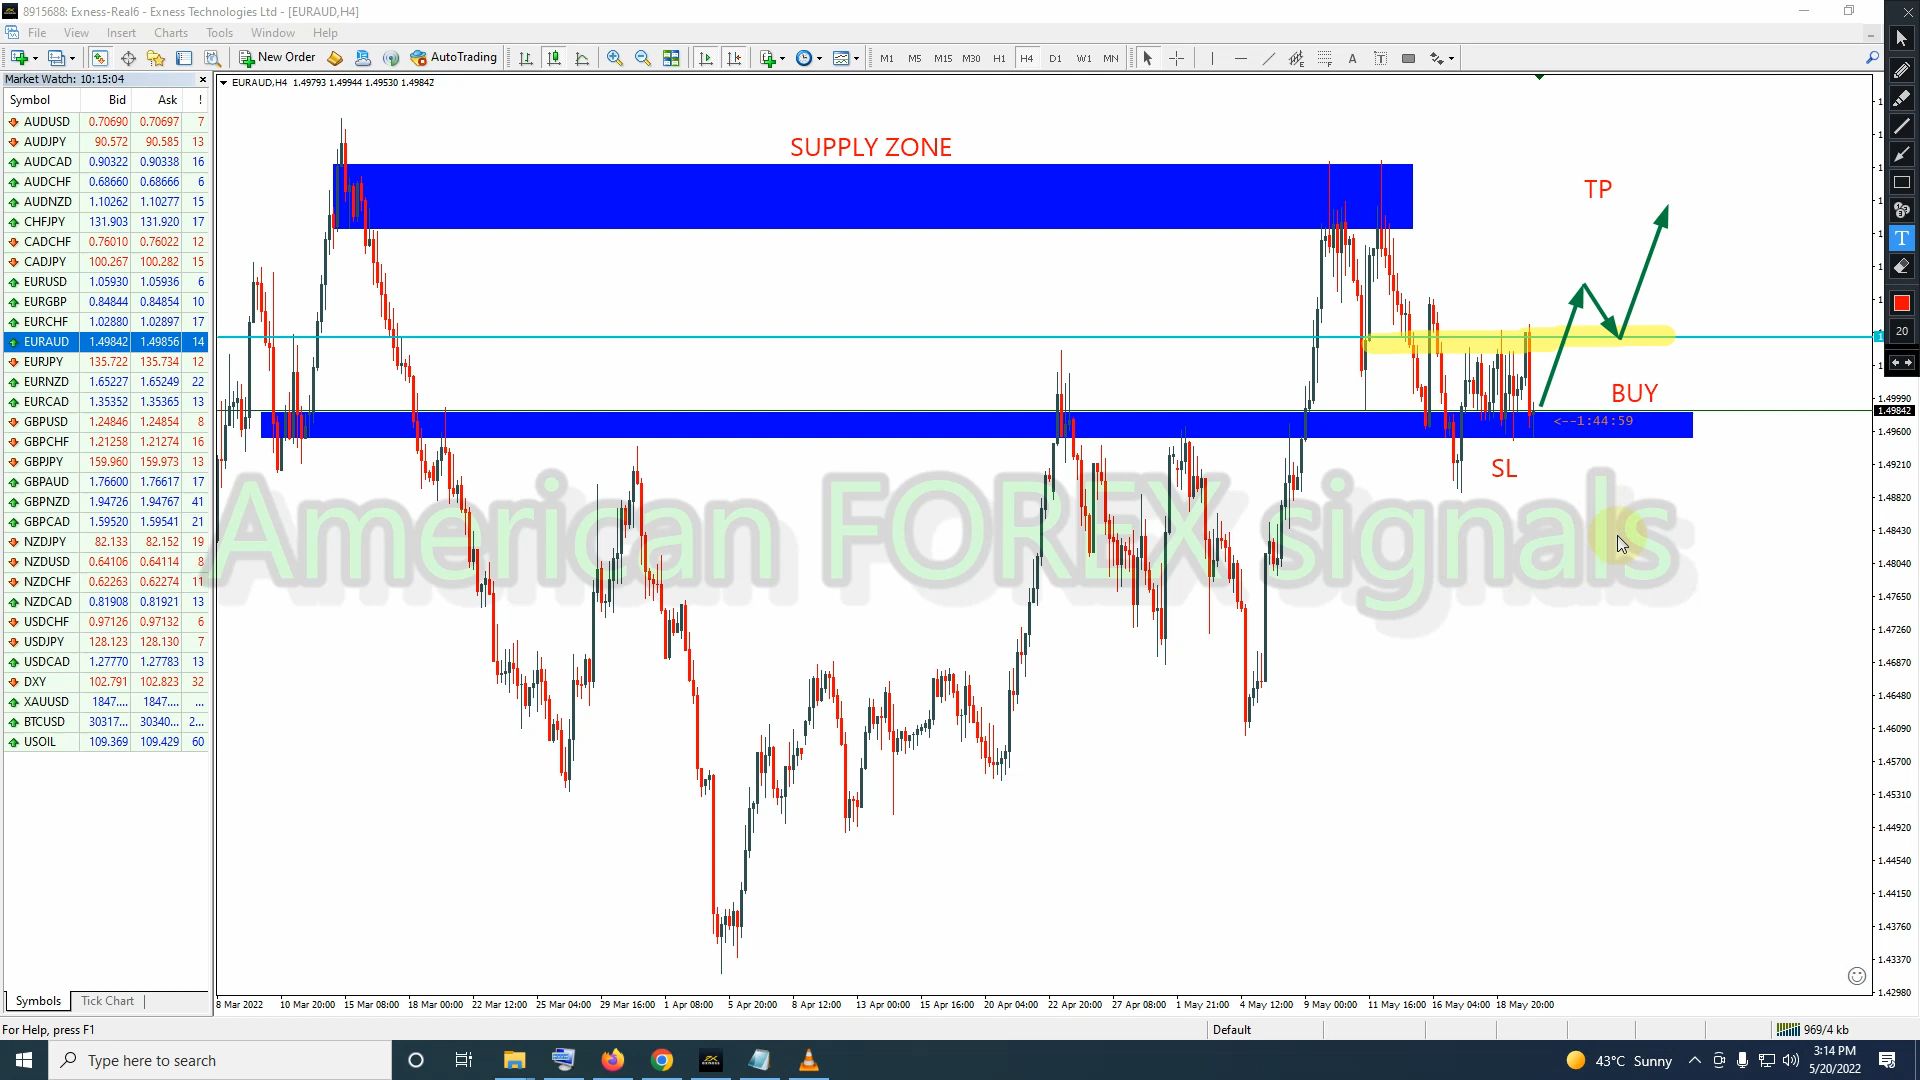 8915688: Exness-Real6 - Exness Technologies Ltd - [EURAUD,H4]
File View Insert Charts Tools Window Help
New Order AutoTrading M1 M5 M15 M30 H1 H4 D1 W1 MN A T
Market Watch: 10:15:04
Symbol Bid Ask !
AUDUSD 0.70690 0.70697 7
AUDJPY 90.572 90.585 13
AUDCAD 0.90322 0.90338 16
AUDCHF 0.68660 0.68666 6
AUDNZD 1.10262 1.10277 15
CHFJPY 131.903 131.920 17
CADCHF 0.76010 0.76022 12
CADJPY 100.267 100.282 15
EURUSD 1.05930 1.05936 6
EURGBP 0.84844 0.84854 10
EURCHF 1.02880 1.02897 17
EURAUD 1.49842 1.49856 14
EURJPY 135.722 135.734 12
EURNZD 1.65227 1.65249 22
EURCAD 1.35352 1.35365 13
GBPUSD 1.24846 1.24854 8
GBPCHF 1.21258 1.21274 16
GBPJPY 159.960 159.973 13
GBPAUD 1.76600 1.76617 17
GBPNZD 1.94726 1.94767 41
GBPCAD 1.59520 1.59541 21
NZDJPY 82.133 82.152 19
NZDUSD 0.64106 0.64114 8
NZDCHF 0.62263 0.62274 11
NZDCAD 0.81908 0.81921 13
USDCHF 0.97126 0.97132 6
USDJPY 128.123 128.130 7
USDCAD 1.27770 1.27783 13
DXY 102.791 102.823 32
XAUUSD 1847.... 1847.... ...
BTCUSD 30317... 30340... 2...
USOIL 109.369 109.429 60
Symbols Tick Chart
EURAUD,H4 1.49793 1.49944 1.49530 1.49842
SUPPLY ZONE
TP
BUY
<--1:44:59
SL
American FOREX signals
T
20
1.49990
1.49842
1.49600
1.49210
1.48820
1.48430
1.48040
1.47650
1.47260
1.46870
1.46480
1.46090
1.45700
1.45310
1.44920
1.44540
1.44150
1.43760
1.43370
1.42980
8 Mar 2022 10 Mar 20:00 15 Mar 08:00 18 Mar 00:00 22 Mar 12:00 25 Mar 04:00 29 Mar 16:00 1 Apr 08:00 5 Apr 20:00 8 Apr 12:00 13 Apr 00:00 15 Apr 16:00 20 Apr 04:00 22 Apr 20:00 27 Apr 08:00 1 May 21:00 4 May 12:00 9 May 00:00 11 May 16:00 16 May 04:00 18 May 20:00
For Help, press F1 Default 969/4 kb
Type here to search 43°C Sunny 3:14 PM
5/20/2022